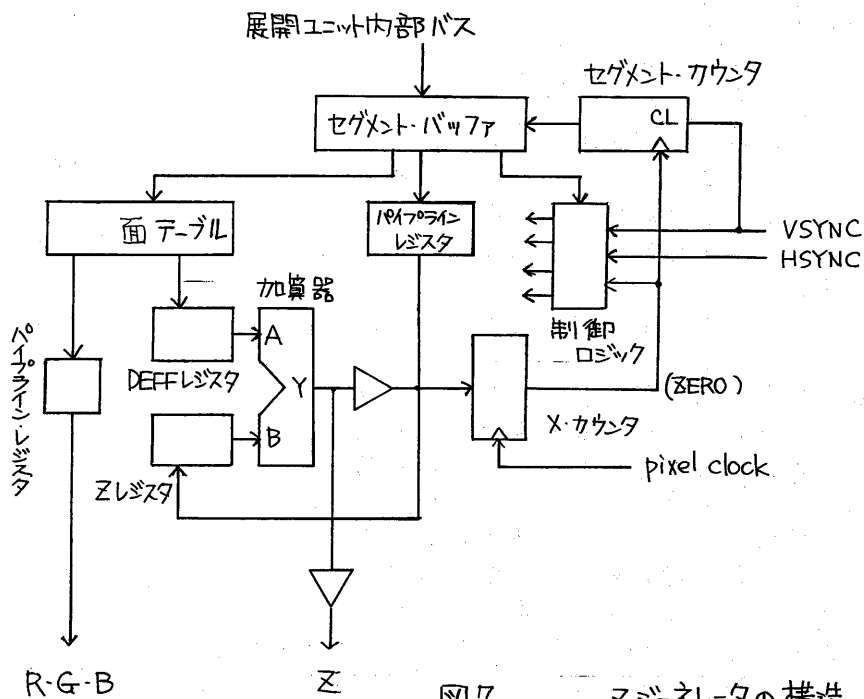 展開ユニット内部バス
セグメント・カウンタ
セグメント・バッファ
CL
面テーブル
パイプライン
レジスタ
VSYNC
HSYNC
加算器
制御
ロジック
A
DEFFレジスタ
Y
(ZERO)
パイプライン・レジスタ
B
X・カウンタ
Zレジスタ
pixel clock
R・G・B
Z
図7
Zジェネレータの構造